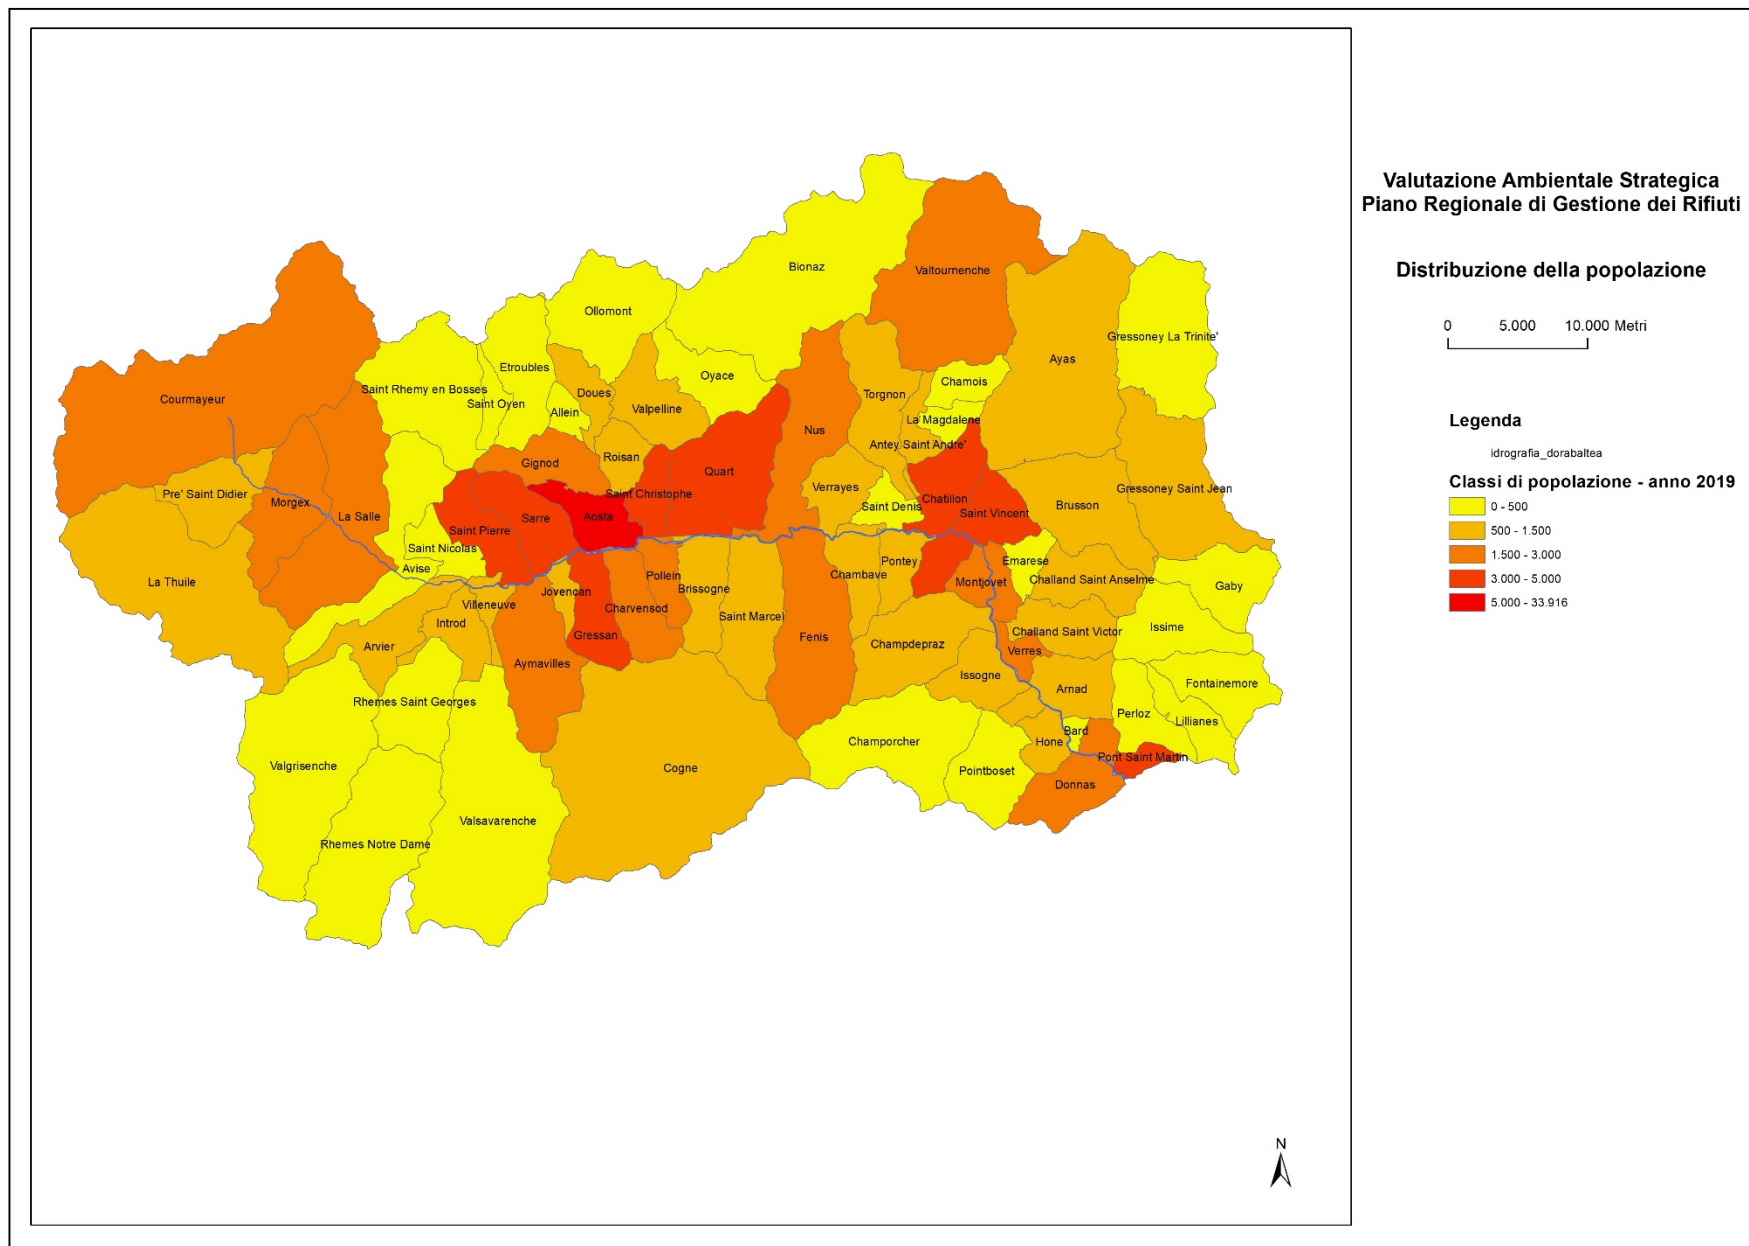 Valutazione Ambientale Strategica
Piano Regionale di Gestione dei Rifiuti
Distribuzione della popolazione
0 5.000 10.000 Metri
Legenda
idrografia_dorabaltea
Classi di popolazione - anno 2019
0 - 500
500 - 1.500
1.500 - 3.000
3.000 - 5.000
5.000 - 33.916
Bionaz
Valtournenche
Ollomont
Gressoney La Trinite'
Ayas
Etroubles
Oyace
Chamois
Saint Rhemy en Bosses
Courmayeur
Doues
Torgnon
Saint Oyen
Allein
Valpelline
La Magdalene
Nus
Antey Saint Andre'
Roisan
Gignod
Quart
Verrayes
Gressoney Saint Jean
Pre' Saint Didier
Saint Christophe
Chatillon
Morgex
Saint Denis
Brusson
La Salle
Aosta
Saint Vincent
Sarre
Saint Pierre
Saint Nicolas
Pontey
Emarese
Avise
Chambave
Pollein
La Thuile
Challand Saint Anselme
Montjovet
Gaby
Jovencan
Brissogne
Villeneuve
Charvensod
Saint Marcel
Introd
Issime
Challand Saint Victor
Gressan
Fenis
Arvier
Champdepraz
Verres
Aymavilles
Issogne
Fontainemore
Arnad
Rhemes Saint Georges
Perloz
Lillianes
Bard
Champorcher
Hone
Pont Saint Martin
Valgrisenche
Cogne
Pointboset
Donnas
Valsavarenche
Rhemes Notre Dame
N